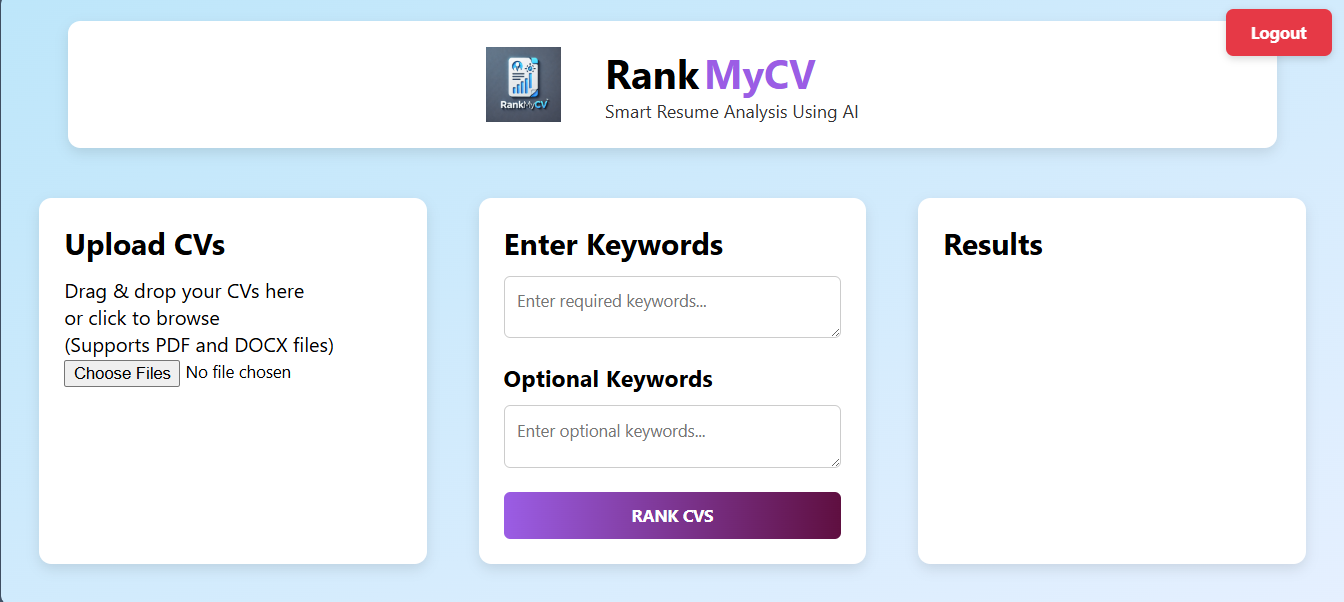 Logout
RankMyCV
Rank MyCV
Smart Resume Analysis Using AI
Upload CVs
Drag & drop your CVs here
or click to browse
(Supports PDF and DOCX files)
Choose Files No file chosen
Enter Keywords
Enter required keywords...
Optional Keywords
Enter optional keywords...
RANK CVS
Results